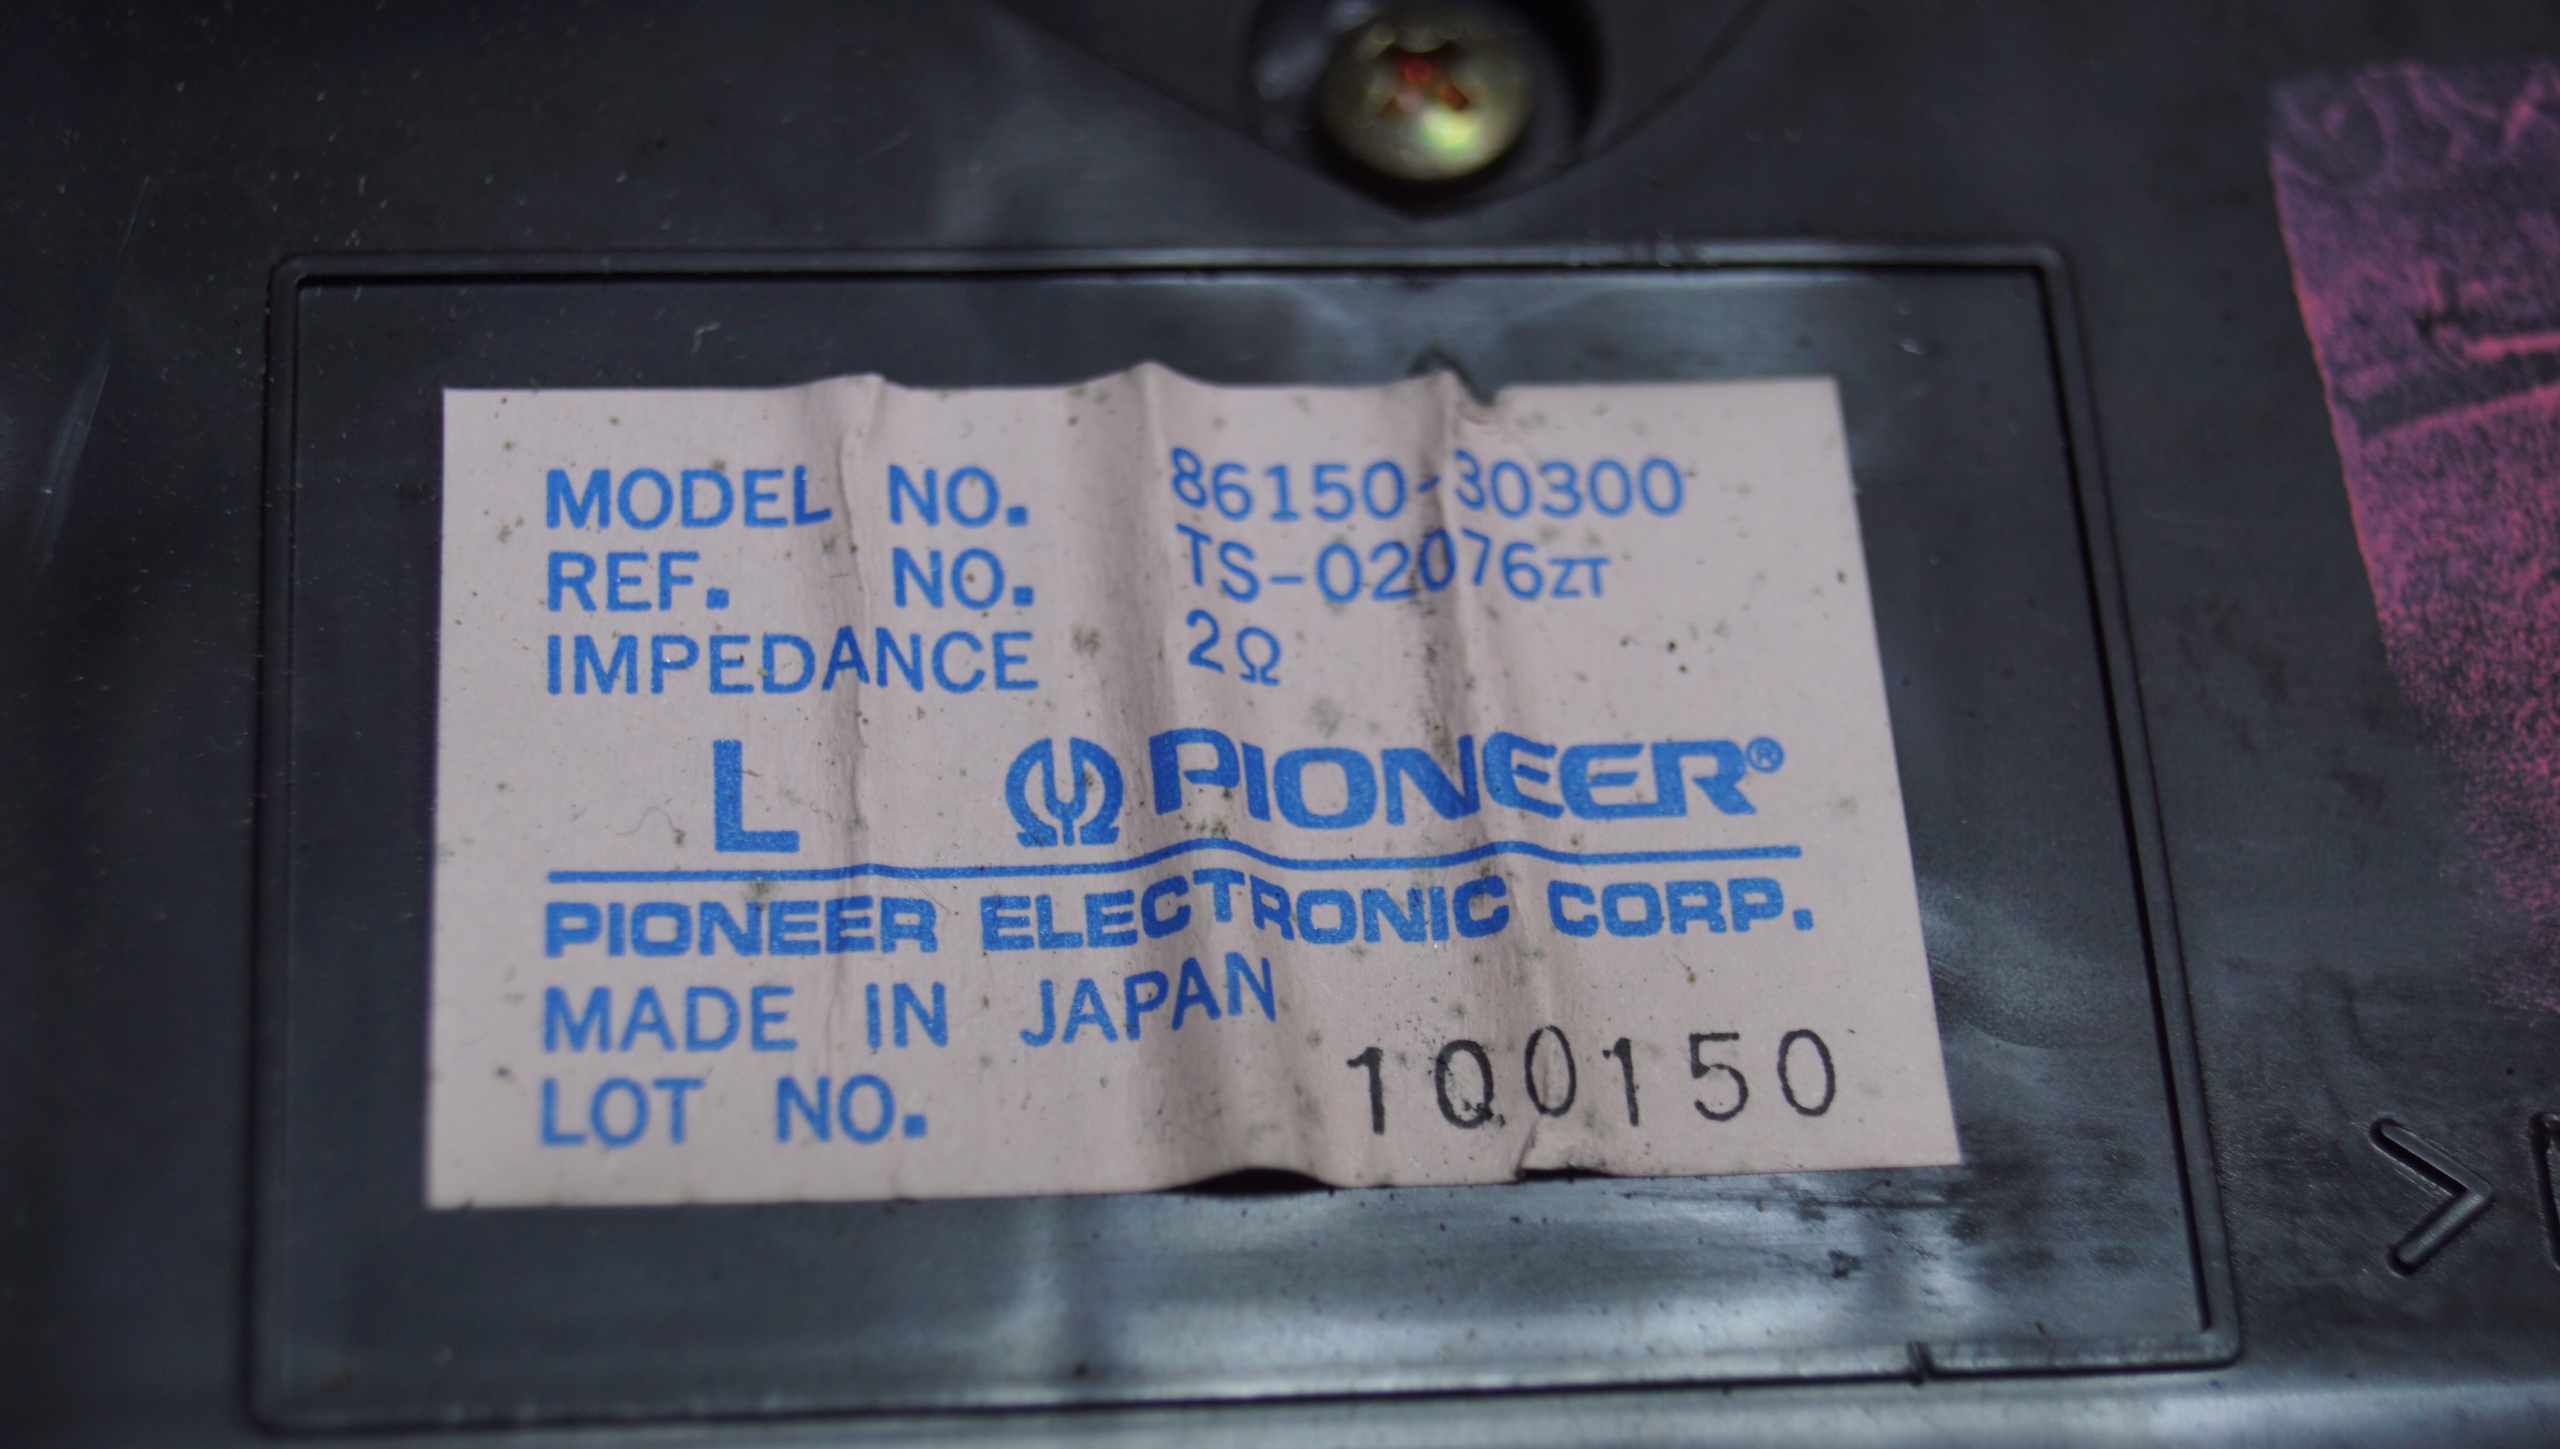 MODEL NO. 86150-30300
REF. NO. TS-02076ZT
IMPEDANCE 2Ω
L PIONEER®
PIONEER ELECTRONIC CORP.
MADE IN JAPAN
LOT NO. 100150
>